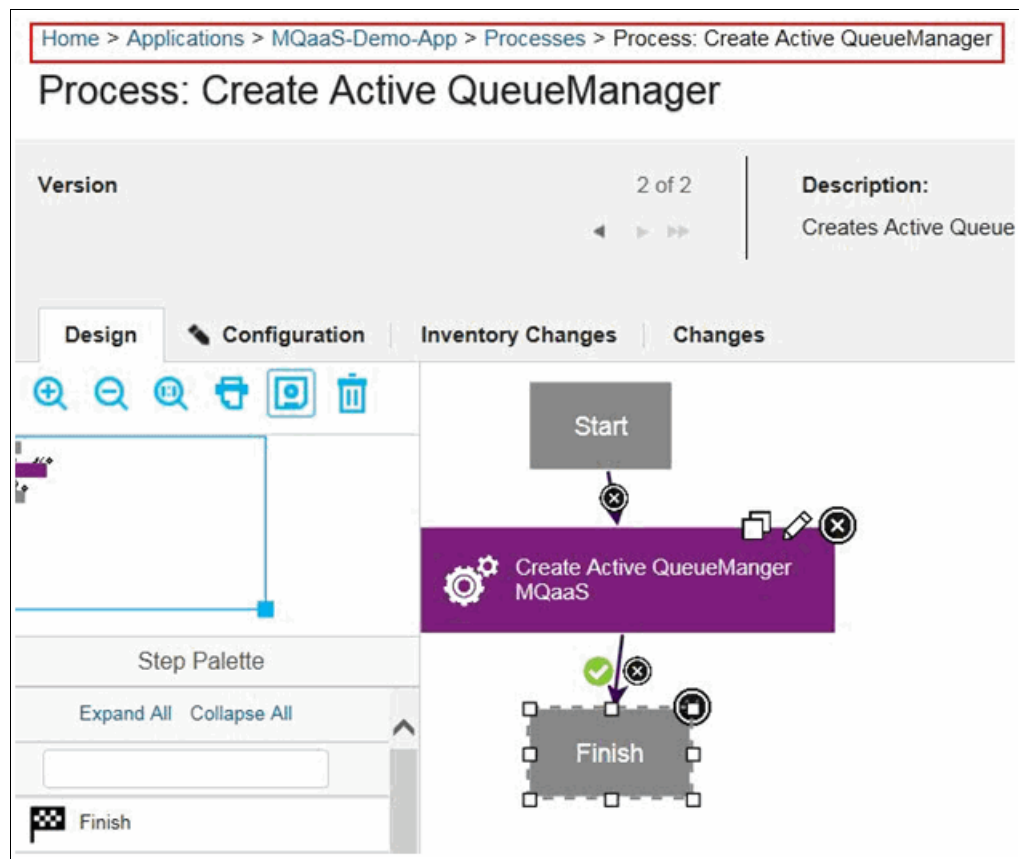 Home > Applications > MQaaS-Demo-App > Processes > Process: Create Active QueueManager
Process: Create Active QueueManager
Version
2 of 2
Description:
Creates Active Queue
Design
Configuration
Inventory Changes
Changes
Start
Create Active QueueManger
MQaaS
Step Palette
Expand All Collapse All
Finish
Finish